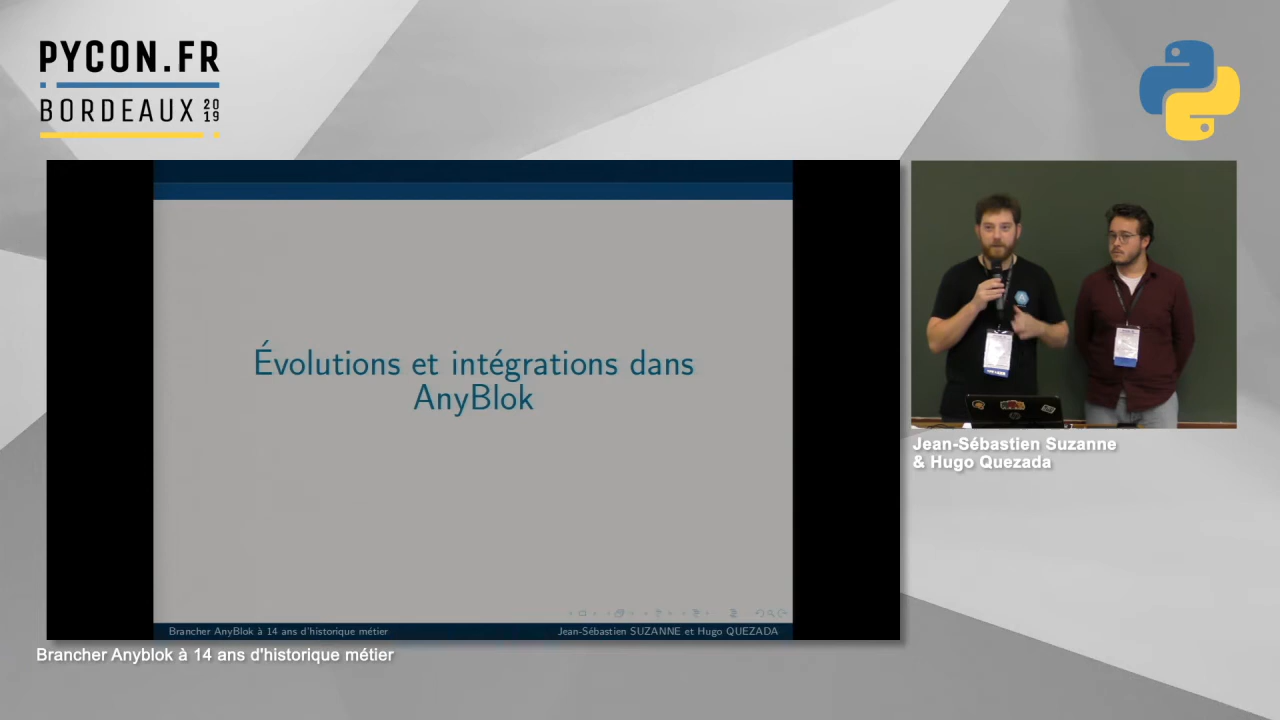 PYCON.FR
BORDEAUX 2019
Évolutions et intégrations dans
AnyBlok
Brancher AnyBlok à 14 ans d'historique métier
Jean-Sébastien SUZANNE et Hugo QUEZADA
Jean-Sébastien Suzanne
& Hugo Quezada
Brancher Anyblok à 14 ans d'historique métier